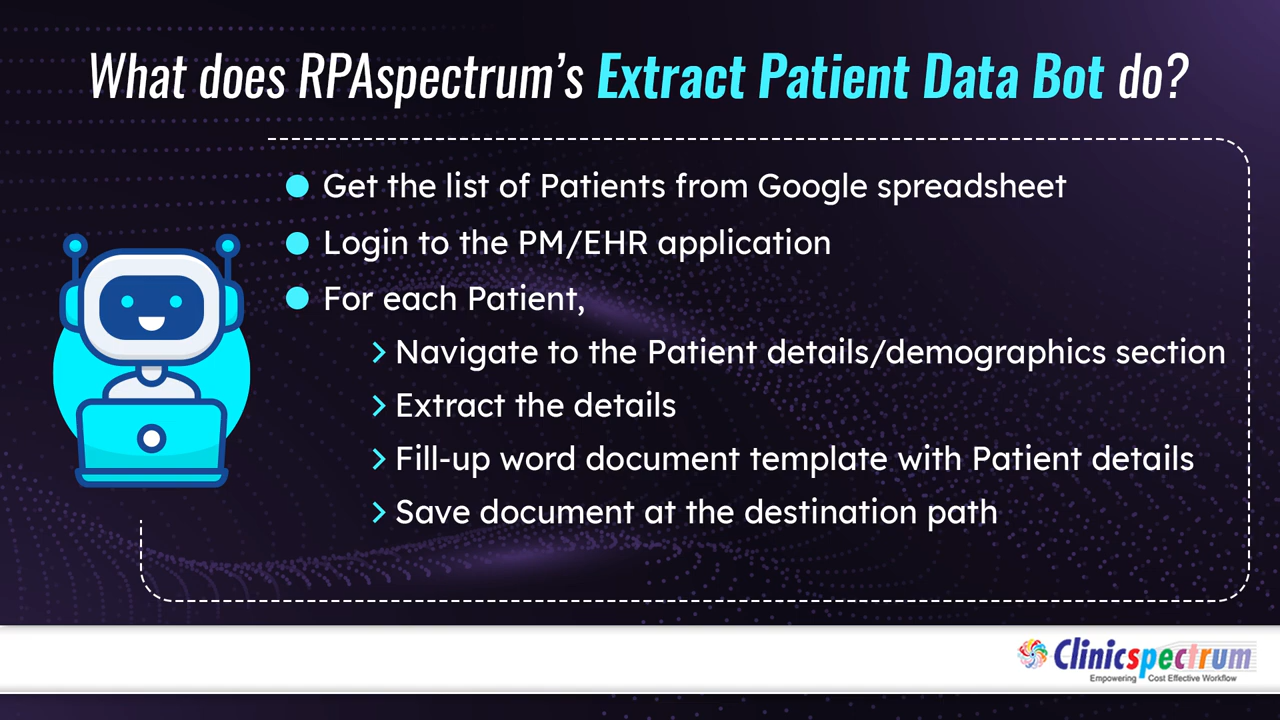 What does RPAspectrum's Extract Patient Data Bot do?
Get the list of Patients from Google spreadsheet
Login to the PM/EHR application
For each Patient,
Navigate to the Patient details/demographics section
Extract the details
Fill-up word document template with Patient details
Save document at the destination path
Clinicspectrum
Empowering Cost Effective Workflow